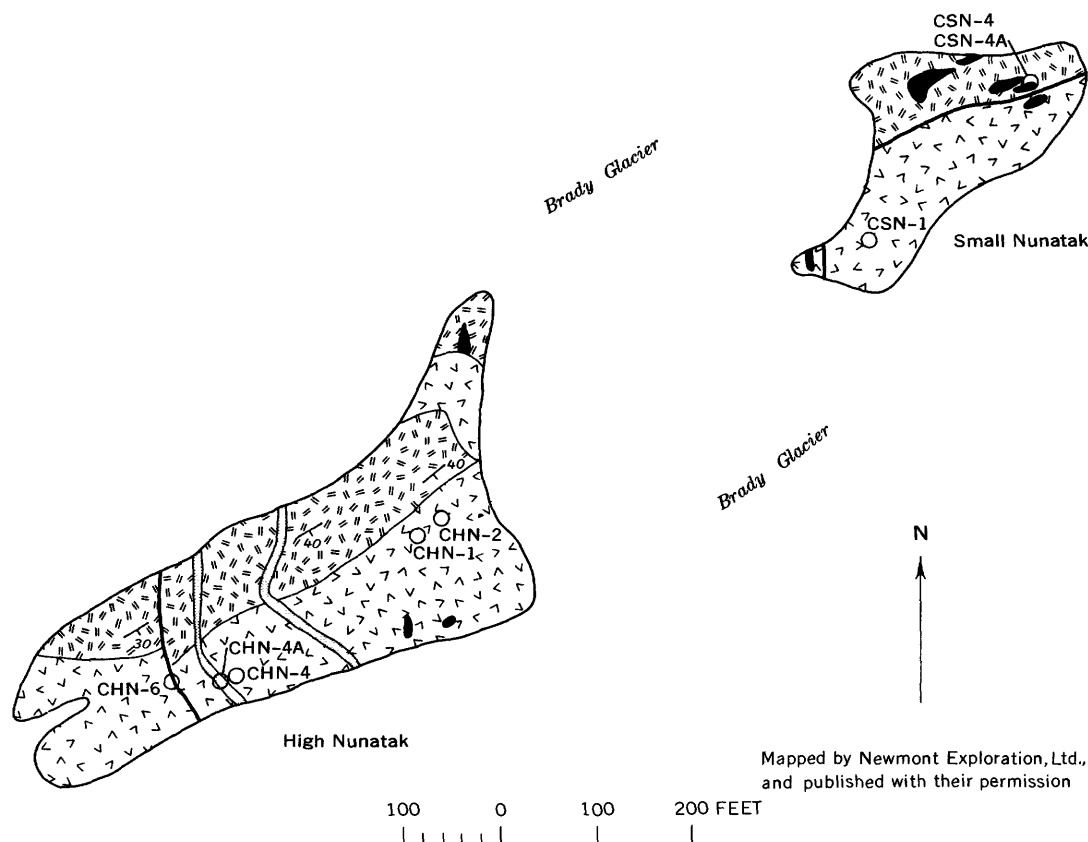 CSN-4
CSN-4A
Brady Glacier
CSN-1
Small Nunatak
40
Brady Glacier
40
CHN-2
CHN-1
N
30
CHN-4A
CHN-4
CHN-6
High Nunatak
Mapped by Newmont Exploration, Ltd.,
and published with their permission
100 0 100 200 FEET